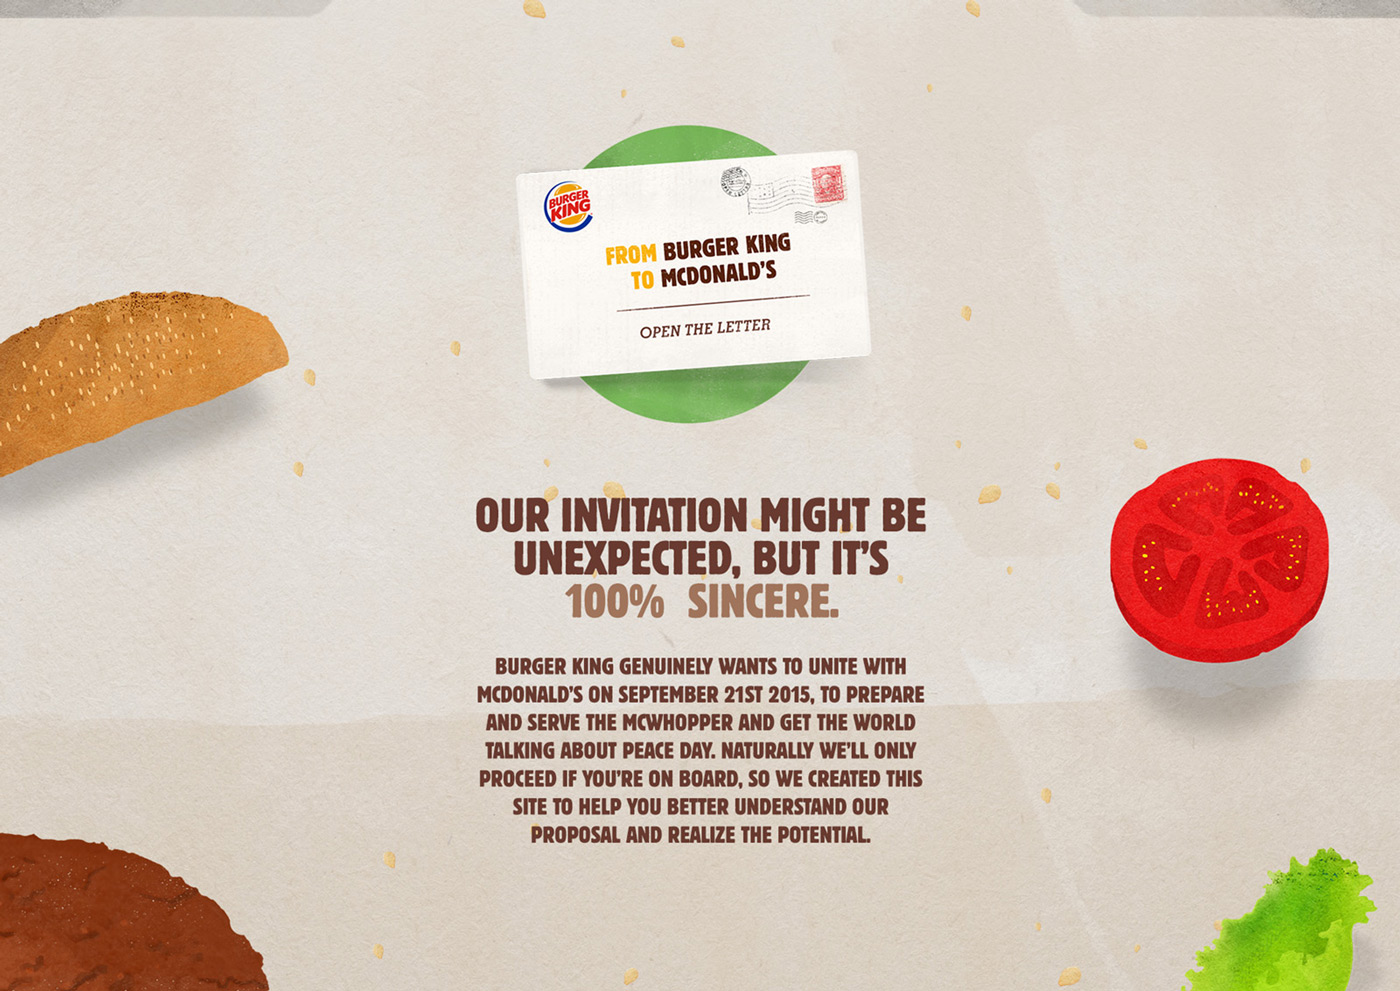 BURGER
KING
FROM BURGER KING
TO MCDONALD'S
OPEN THE LETTER
OUR INVITATION MIGHT BE
UNEXPECTED, BUT IT'S
100% SINCERE.
BURGER KING GENUINELY WANTS TO UNITE WITH
MCDONALD'S ON SEPTEMBER 21ST 2015, TO PREPARE
AND SERVE THE MCWHOPPER AND GET THE WORLD
TALKING ABOUT PEACE DAY. NATURALLY WE'LL ONLY
PROCEED IF YOU'RE ON BOARD, SO WE CREATED THIS
SITE TO HELP YOU BETTER UNDERSTAND OUR
PROPOSAL AND REALIZE THE POTENTIAL.